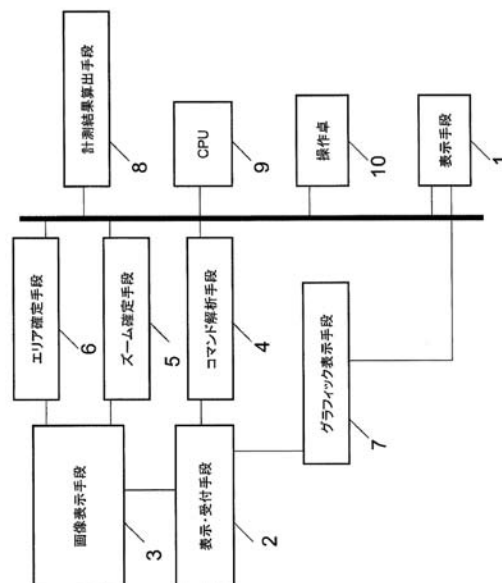 計測結果算出手段
8
CPU
9
操作卓
10
表示手段
1
エリア確定手段
6
ズーム確定手段
5
コマンド解析手段
4
グラフィック表示手段
7
画像表示手段
3
表示・受付手段
2